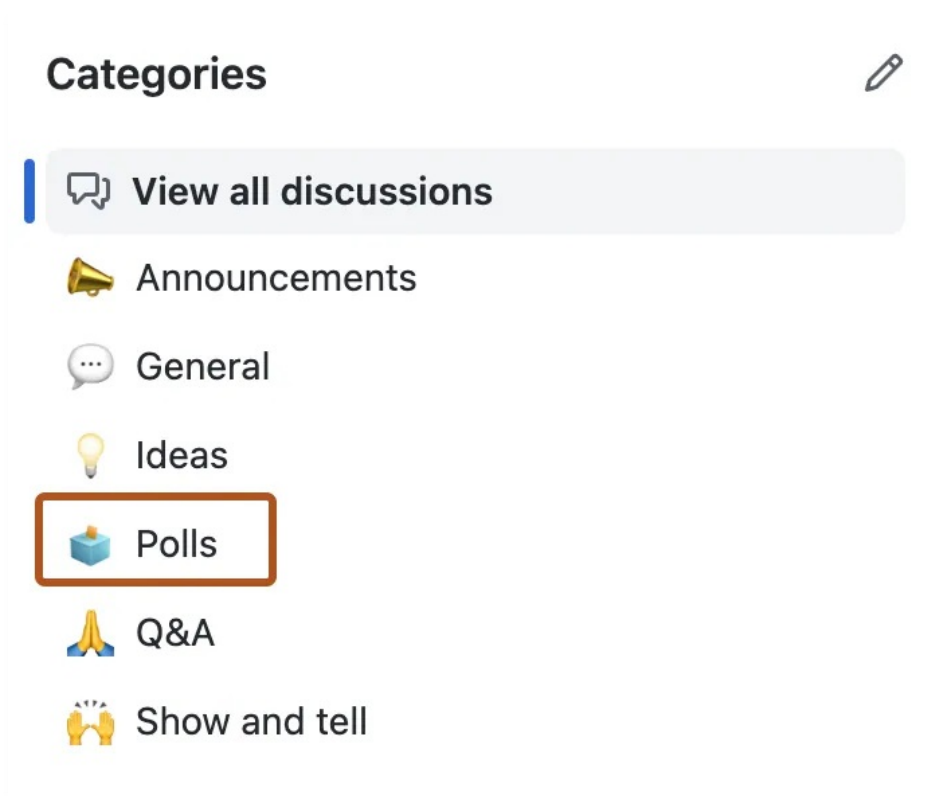 Categories
View all discussions
Announcements
General
Ideas
Polls
Q&A
Show and tell